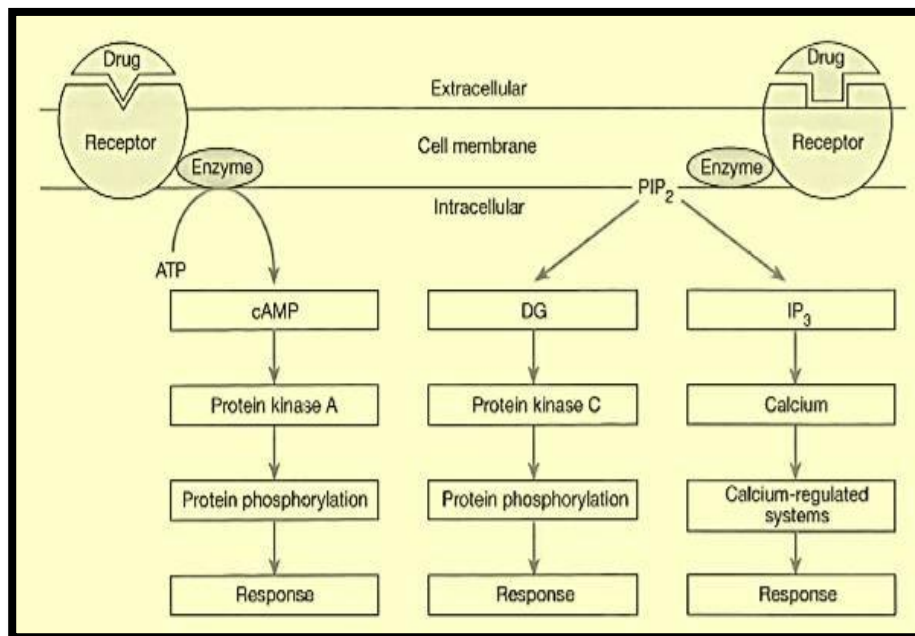 Drug
Drug
Extracellular
Receptor
Cell membrane
Receptor
Enzyme
Enzyme
PIP2
Intracellular
ATP
cAMP
DG
IP3
Protein kinase A
Protein kinase C
Calcium
Protein phosphorylation
Protein phosphorylation
Calcium-regulated
systems
Response
Response
Response